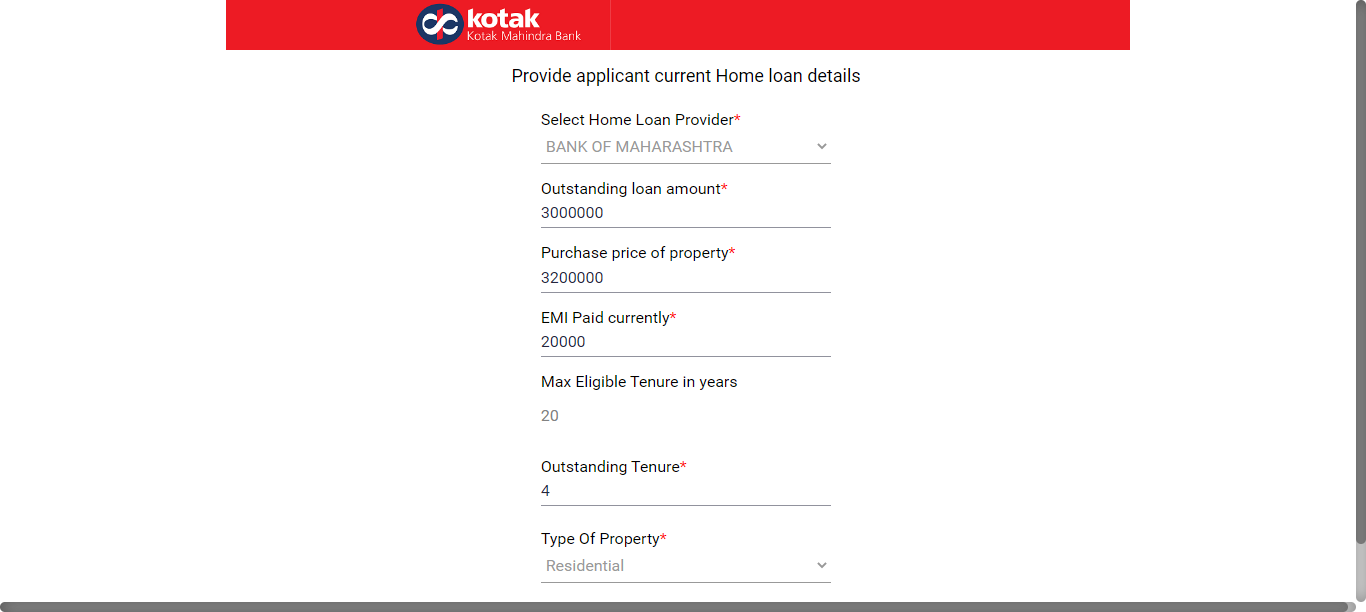 kotak
Kotak Mahindra Bank
Provide applicant current Home loan details
Select Home Loan Provider*
BANK OF MAHARASHTRA
Outstanding loan amount*
3000000
Purchase price of property*
3200000
EMI Paid currently*
20000
Max Eligible Tenure in years
20
Outstanding Tenure*
4
Type Of Property*
Residential